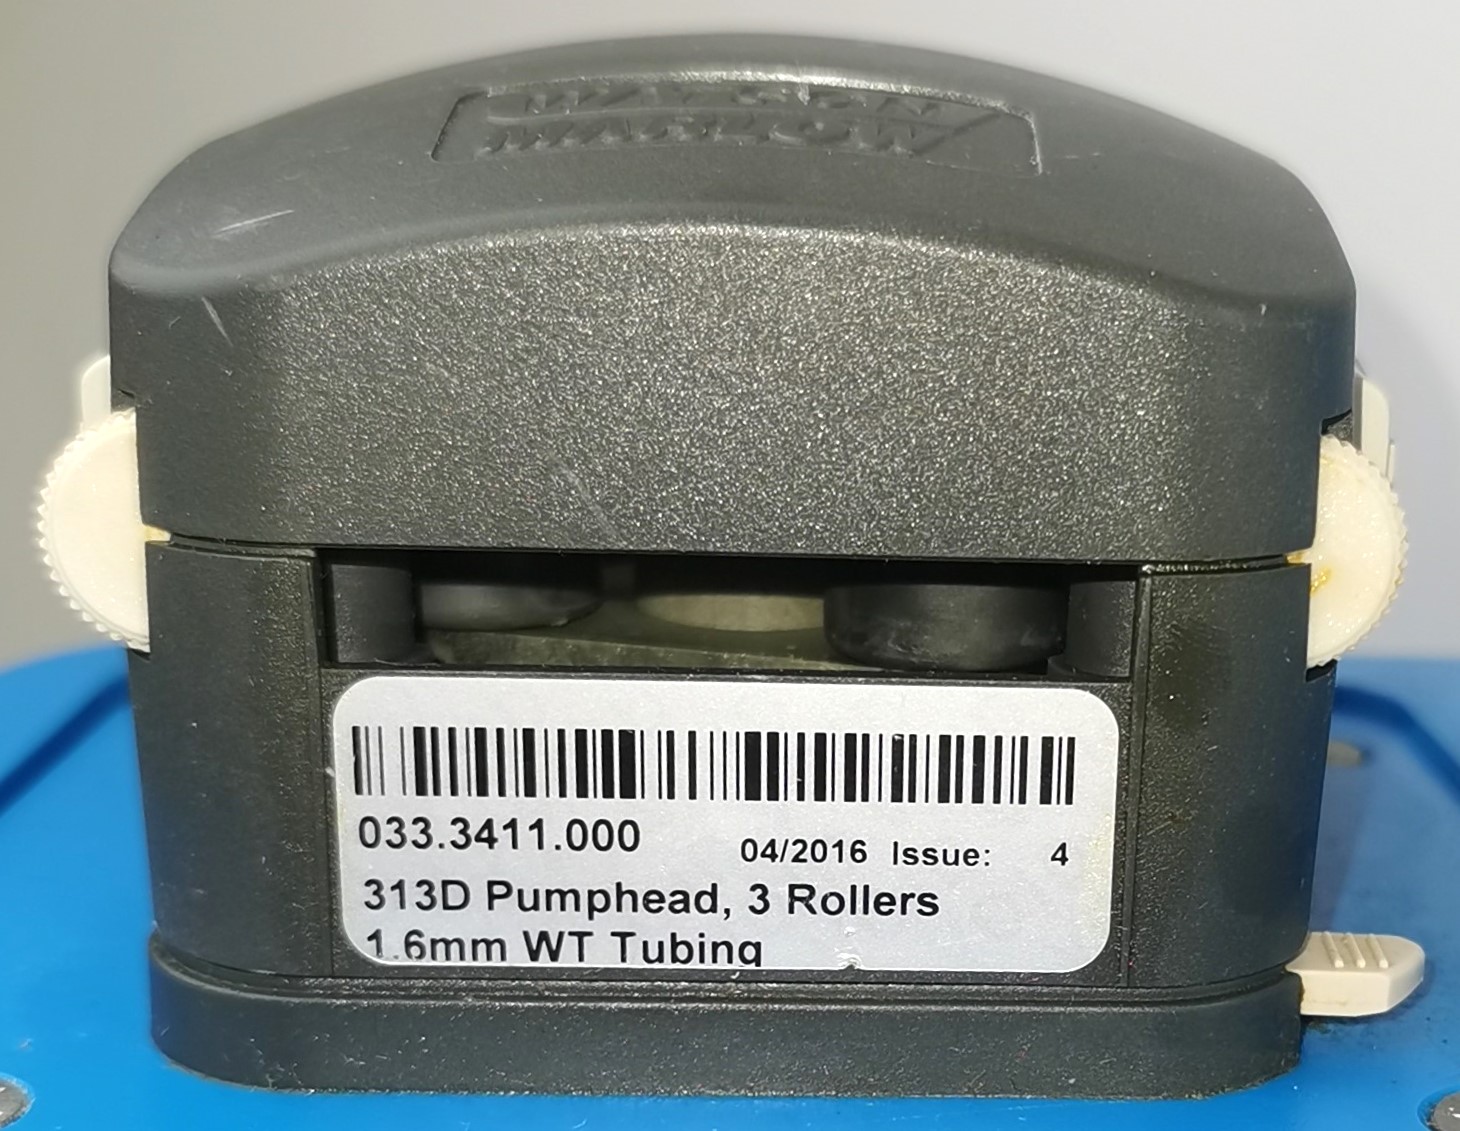 WATSON
MARLOW
033.3411.000
04/2016 Issue: 4
313D Pumphead, 3 Rollers
1.6mm WT Tubing